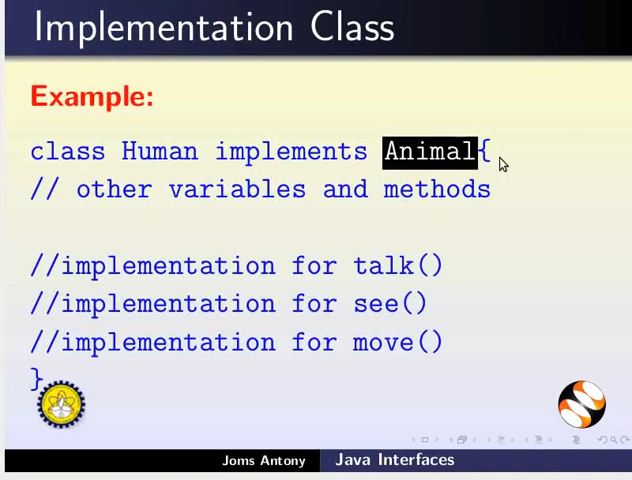 Implementation Class
Example:
class Human implements Animal{
// other variables and methods
//implementation for talk()
//implementation for see()
//implementation for move()
}
Joms Antony
Java Interfaces